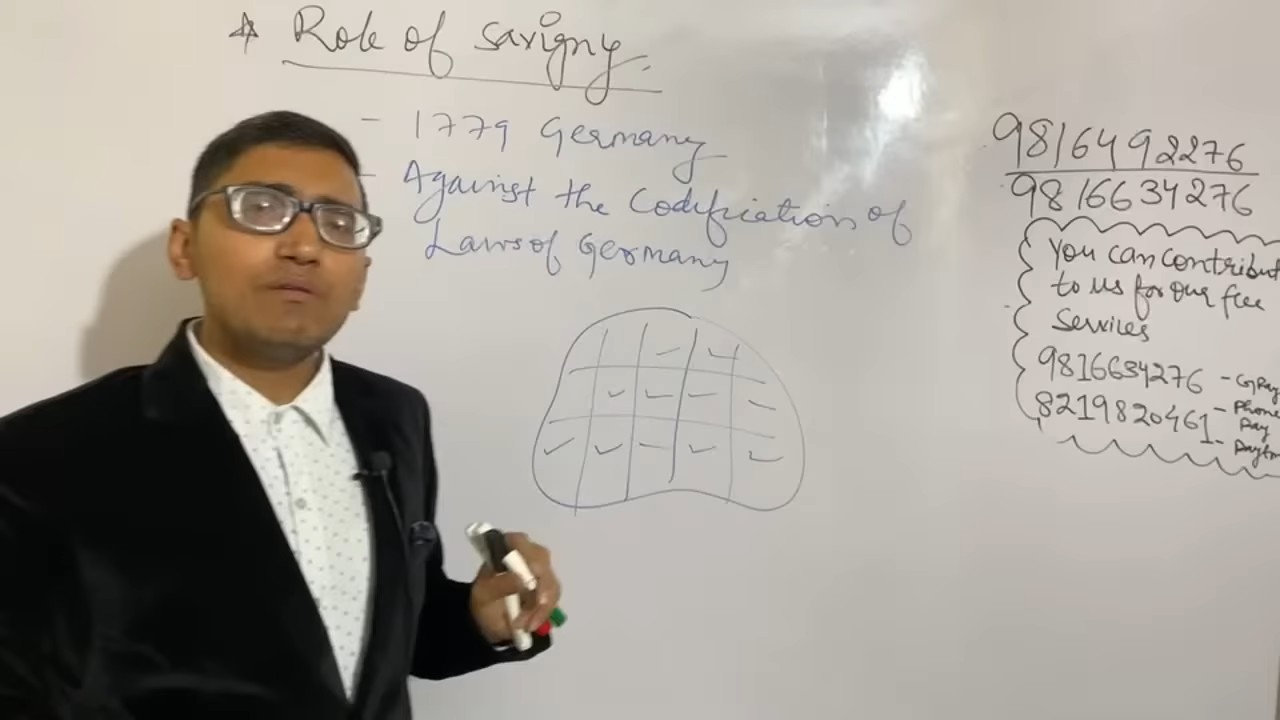 ☆ Role of Savigny.
- 1779 Germany
- Against the Codification of
Laws of Germany
9816492276
9816634276
You can contribut
to us for our free
Services
9816634276 - GPay
8219820461 - Phone
Pay
- Paytm